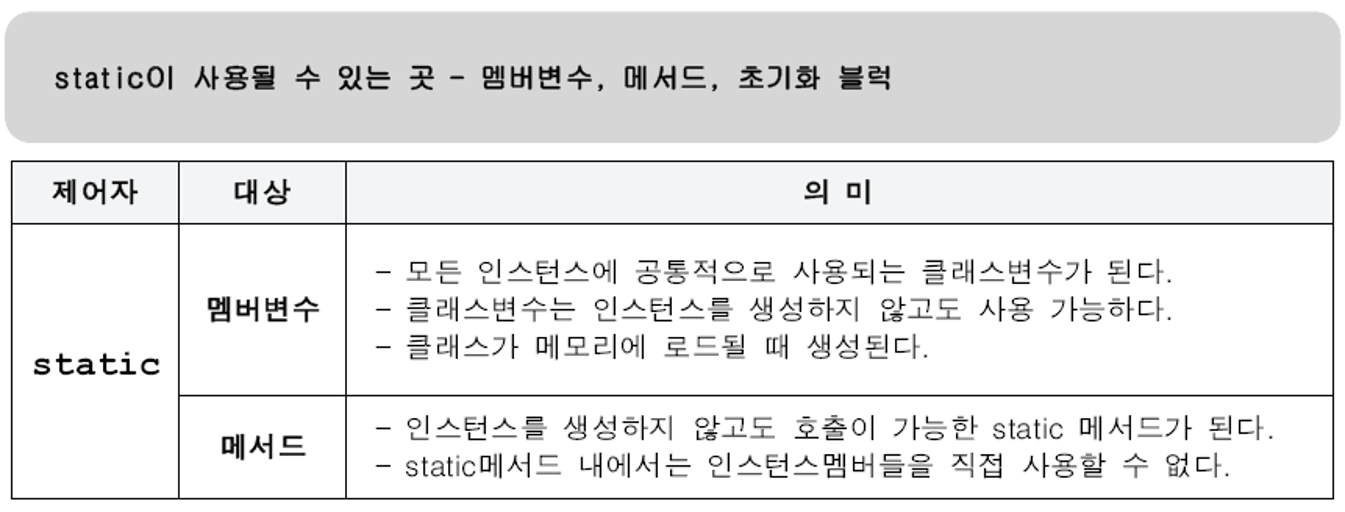 static이 사용될 수 있는 곳 - 멤버변수, 메서드, 초기화 블럭
제어자 대상 의 미
static
멤버변수
- 모든 인스턴스에 공통적으로 사용되는 클래스변수가 된다.
- 클래스변수는 인스턴스를 생성하지 않고도 사용 가능하다.
- 클래스가 메모리에 로드될 때 생성된다.
메서드
- 인스턴스를 생성하지 않고도 호출이 가능한 static 메서드가 된다.
- static메서드 내에서는 인스턴스멤버들을 직접 사용할 수 없다.